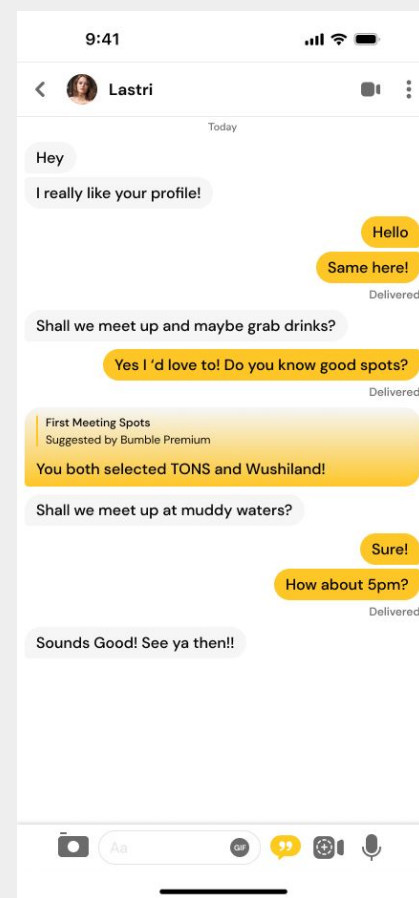 9:41
Lastri
Today
Hey
I really like your profile!
Hello
Same here!
Delivered
Shall we meet up and maybe grab drinks?
Yes I ‘d love to! Do you know good spots?
Delivered
First Meeting Spots
Suggested by Bumble Premium
You both selected TONS and Wushiland!
Shall we meet up at muddy waters?
Sure!
How about 5pm?
Delivered
Sounds Good! See ya then!!
Aa
GIF